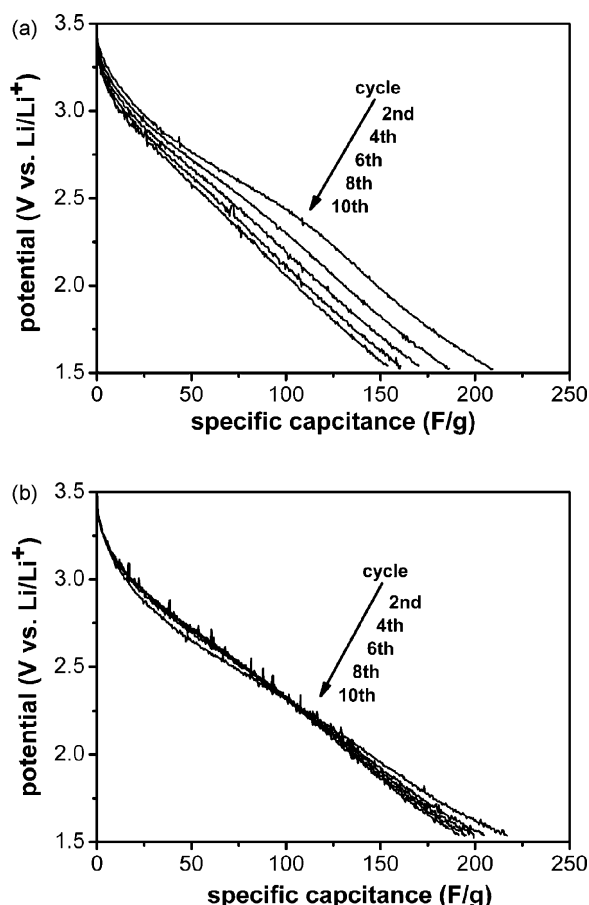 (a)
3.5
3.0
2.5
2.0
1.5
potential (V vs. Li/Li+)
cycle
2nd
4th
6th
8th
10th
0 50 100 150 200 250
specific capcitance (F/g)
(b)
3.5
3.0
2.5
2.0
1.5
potential (V vs. Li/Li+)
cycle
2nd
4th
6th
8th
10th
0 50 100 150 200 250
specific capcitance (F/g)